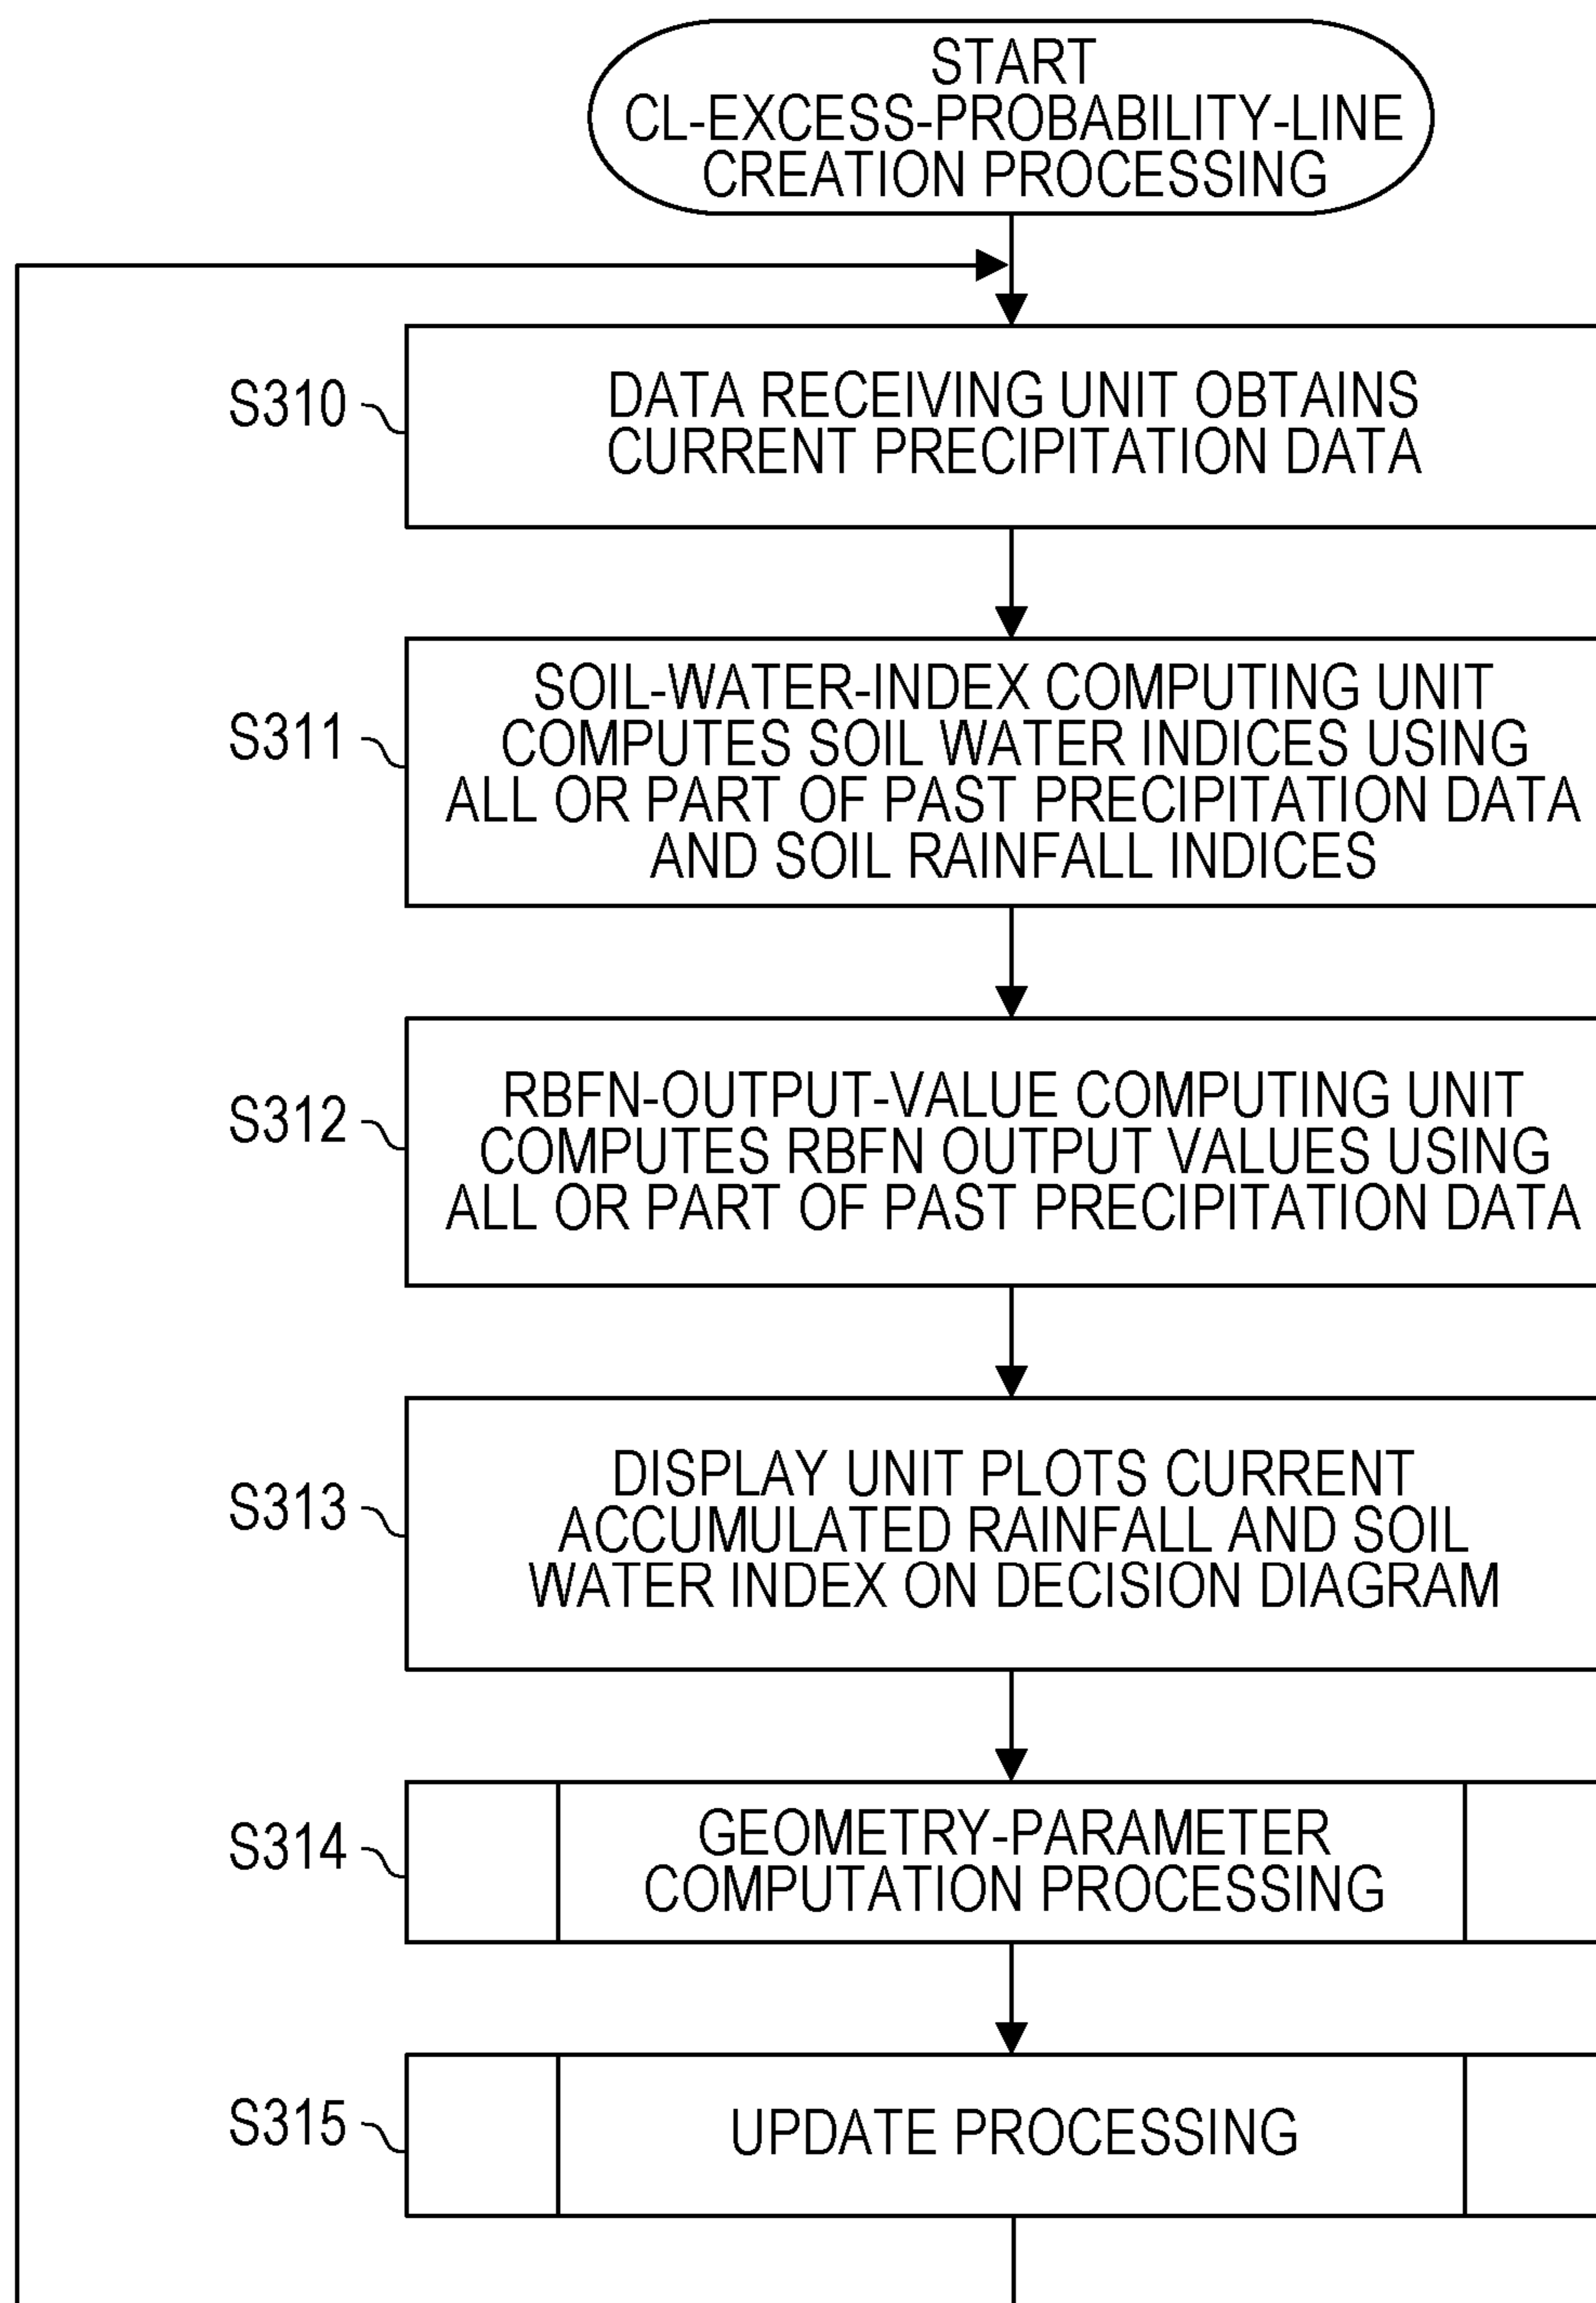 START
CL-EXCESS-PROBABILITY-LINE
CREATION PROCESSING
S310
DATA RECEIVING UNIT OBTAINS
CURRENT PRECIPITATION DATA
S311
SOIL-WATER-INDEX COMPUTING UNIT
COMPUTES SOIL WATER INDICES USING
ALL OR PART OF PAST PRECIPITATION DATA
AND SOIL RAINFALL INDICES
S312
RBFN-OUTPUT-VALUE COMPUTING UNIT
COMPUTES RBFN OUTPUT VALUES USING
ALL OR PART OF PAST PRECIPITATION DATA
S313
DISPLAY UNIT PLOTS CURRENT
ACCUMULATED RAINFALL AND SOIL
WATER INDEX ON DECISION DIAGRAM
S314
GEOMETRY-PARAMETER
COMPUTATION PROCESSING
S315
UPDATE PROCESSING